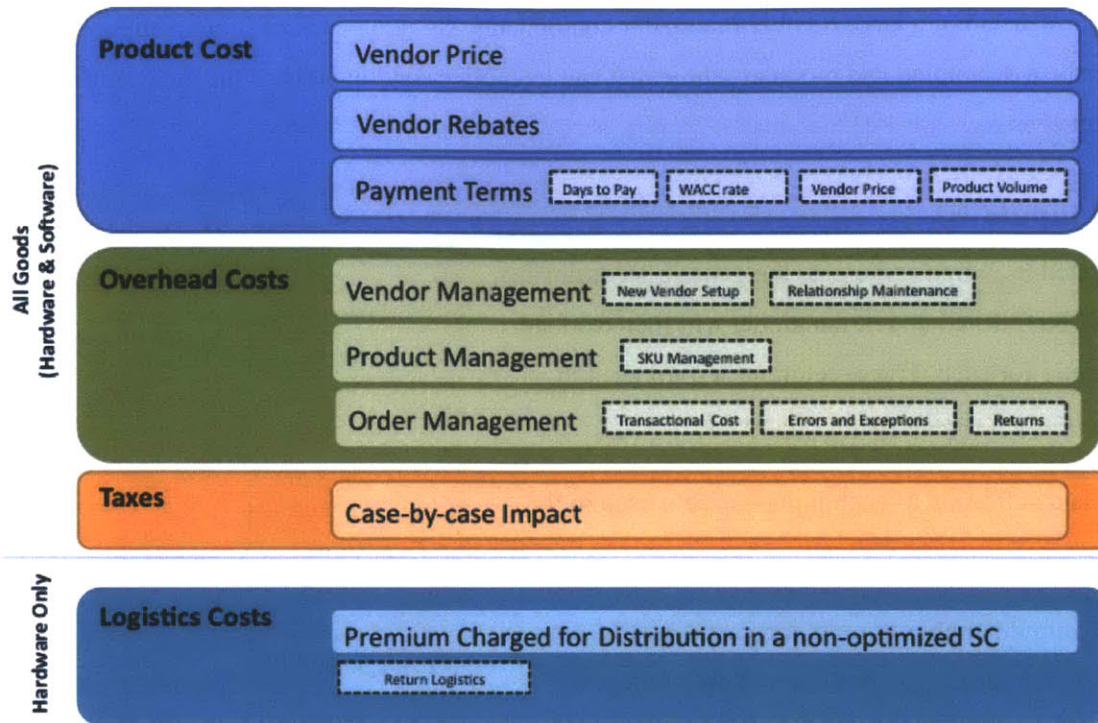 All Goods
(Hardware & Software)
Product Cost
Vendor Price
Vendor Rebates
Payment Terms
Days to Pay
WACC rate
Vendor Price
Product Volume
Overhead Costs
Vendor Management
New Vendor Setup
Relationship Maintenance
Product Management
SKU Management
Order Management
Transactional Cost
Errors and Exceptions
Returns
Taxes
Case-by-case Impact
Hardware Only
Logistics Costs
Premium Charged for Distribution in a non-optimized SC
Return Logistics